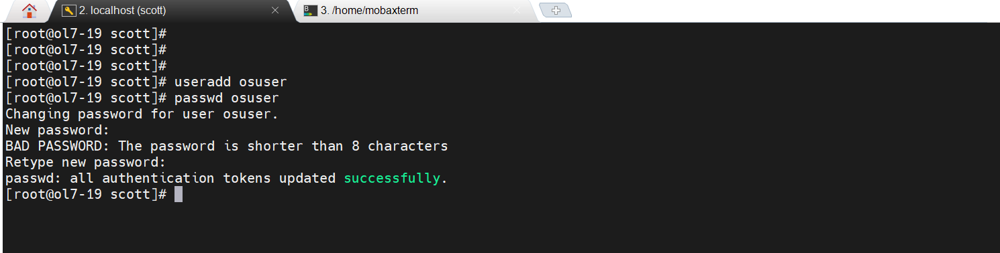 2. localhost (scott)
3. /home/mobaxterm
[root@ol7-19 scott]#
[root@ol7-19 scott]#
[root@ol7-19 scott]#
[root@ol7-19 scott]# useradd osuser
[root@ol7-19 scott]# passwd osuser
Changing password for user osuser.
New password:
BAD PASSWORD: The password is shorter than 8 characters
Retype new password:
passwd: all authentication tokens updated successfully.
[root@ol7-19 scott]#